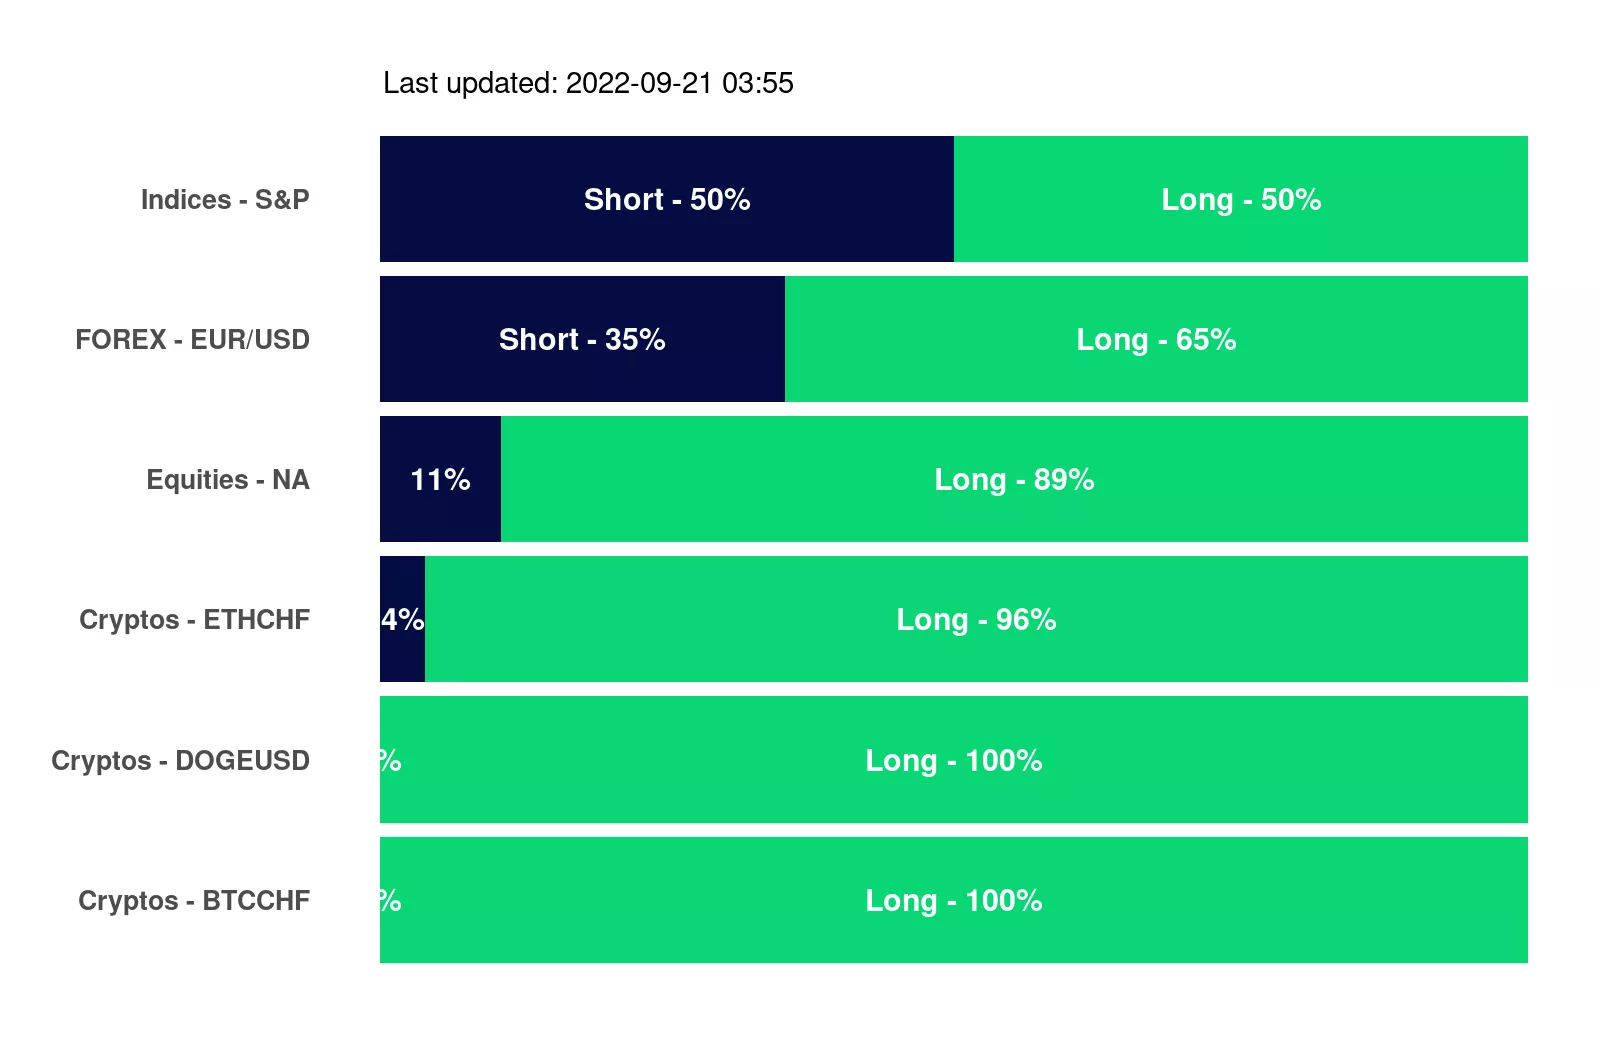 Last updated: 2022-09-21 03:55
Indices - S&P Short - 50% Long - 50%
FOREX - EUR/USD Short - 35% Long - 65%
Equities - NA 11% Long - 89%
Cryptos - ETHCHF 4% Long - 96%
Cryptos - DOGEUSD % Long - 100%
Cryptos - BTCCHF % Long - 100%